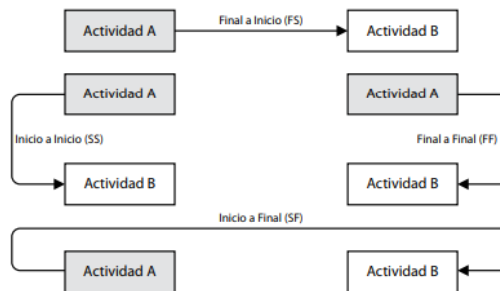 Actividad A
Final a Inicio (FS)
Actividad B
Actividad A
Actividad A
Inicio a Inicio (SS)
Final a Final (FF)
Actividad B
Actividad B
Inicio a Final (SF)
Actividad A
Actividad B